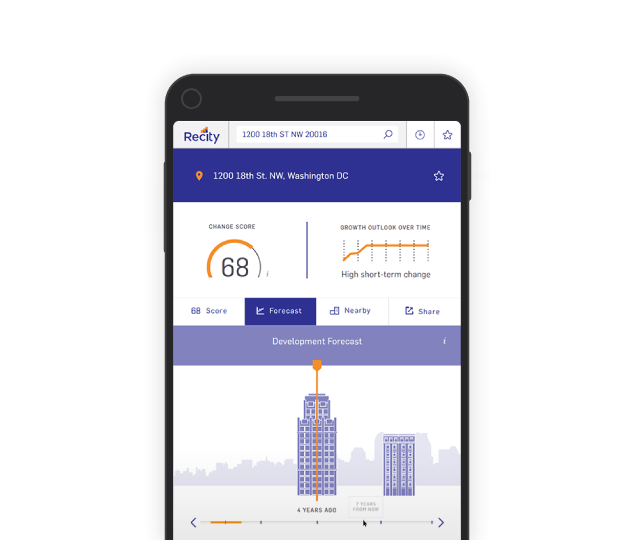 Recity
1200 18th ST NW 20016
1200 18th St. NW, Washington DC
CHANGE SCORE
GROWTH OUTLOOK OVER TIME
68
i
High short-term change
68 Score
Forecast
Nearby
Share
Development Forecast
i
4 YEARS AGO
7 YEARS
FROM NOW